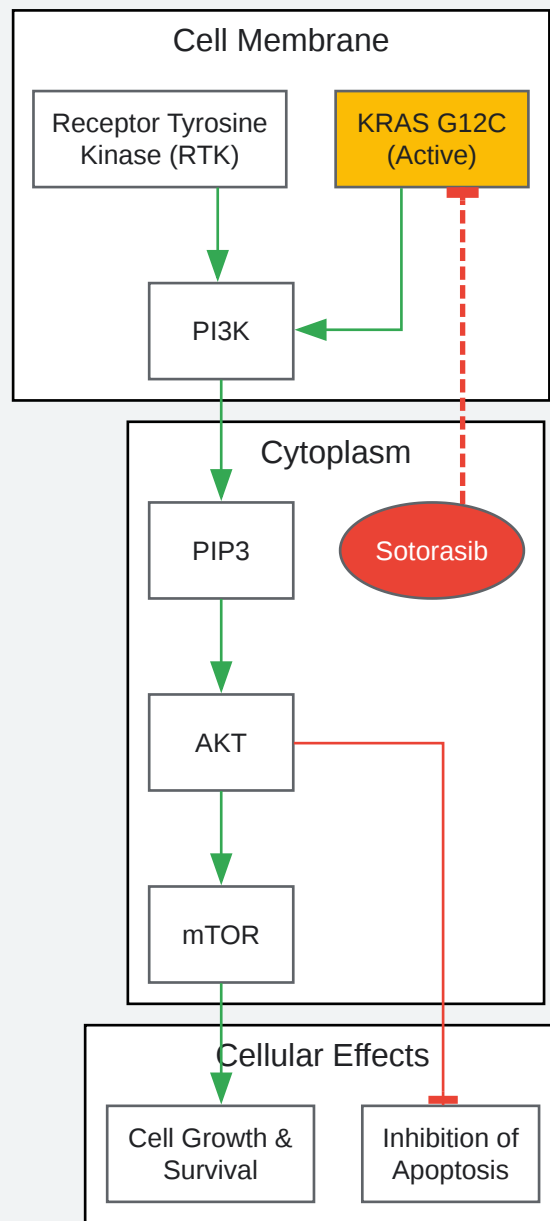 Cell Membrane
Receptor Tyrosine
Kinase (RTK)
KRAS G12C
(Active)
PI3K
Cytoplasm
PIP3
Sotorasib
AKT
mTOR
Cellular Effects
Cell Growth &
Survival
Inhibition of
Apoptosis